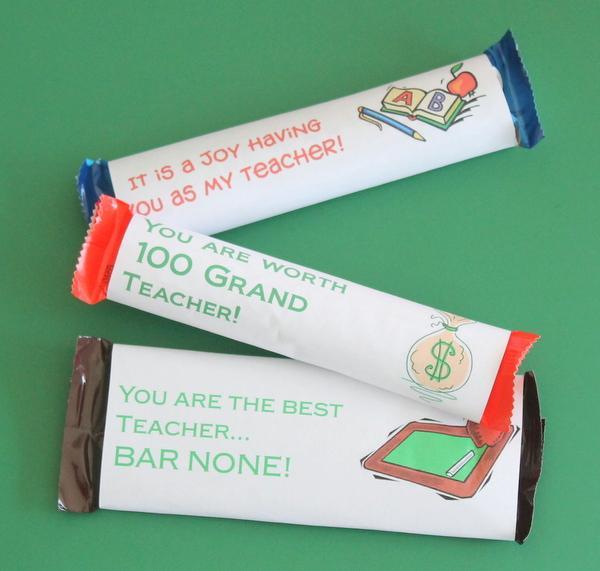 IT IS A JOY HAVING
YOU AS MY TEACHER!
A B
YOU ARE WORTH
100 GRAND
TEACHER!
$
YOU ARE THE BEST
TEACHER...
BAR NONE!